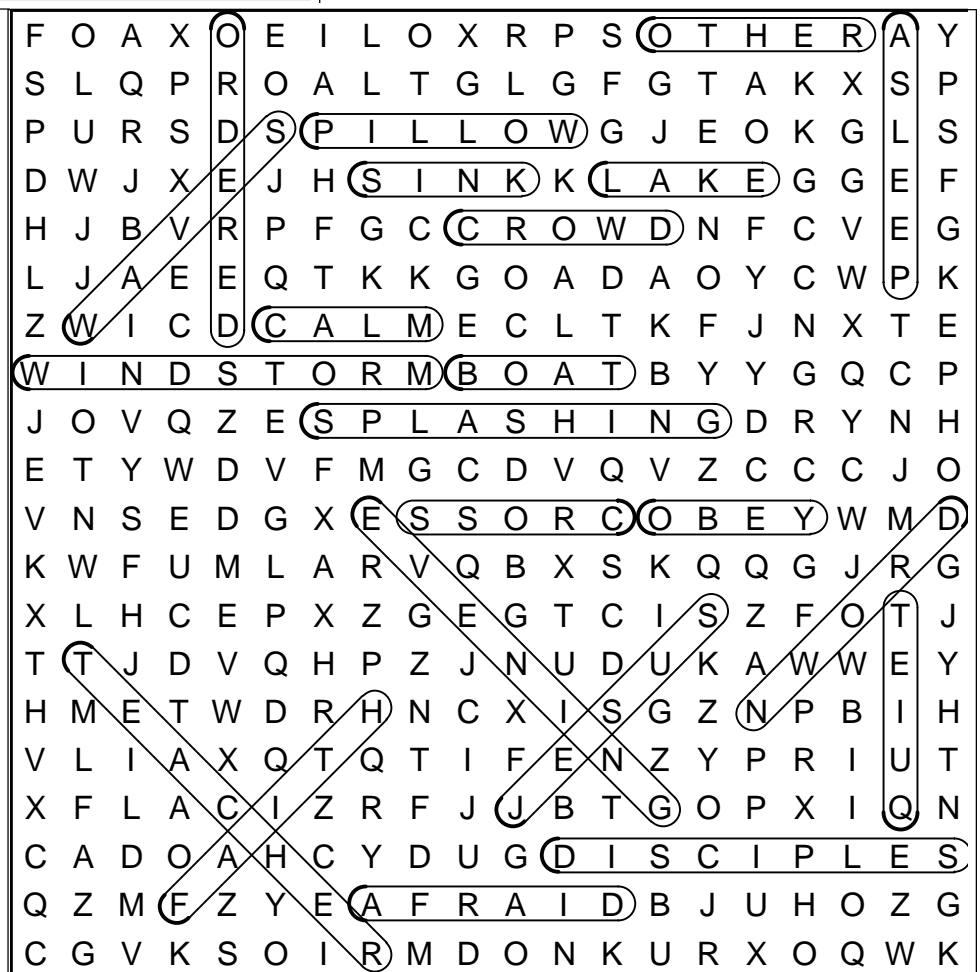 F O A X O E I L O X R P S O T H E R A Y
S L Q P R O A L T G L G F G T A K X S P
P U R S D S P I L L O W G J E O K G L S
D W J X E J H S I N K K L A K E G G E F
H J B V R P F G C C R O W D N F C V E G
L J A E E Q T K K G O A D A O Y C W P K
Z W I C D C A L M E C L T K F J N X T E
W I N D S T O R M B O A T B Y Y G Q C P
J O V Q Z E S P L A S H I N G D R Y N H
E T Y W D V F M G C D V Q V Z C C C J O
V N S E D G X E S S O R C O B E Y W M D
K W F U M L A R V Q B X S K Q Q G J R G
X L H C E P X Z G E G T C I S Z F O T J
T T J D V Q H P Z J N U D U K A W W E Y
H M E T W D R H N C X I S G Z N P B I H
V L I A X Q T Q T I F E N Z Y P R I U T
X F L A C I Z R F J J B T G O P X I Q N
C A D O A H C Y D U G D I S C I P L E S
Q Z M F Z Y E A F R A I D B J U H O Z G
C G V K S O I R M D O N K U R X O Q W K